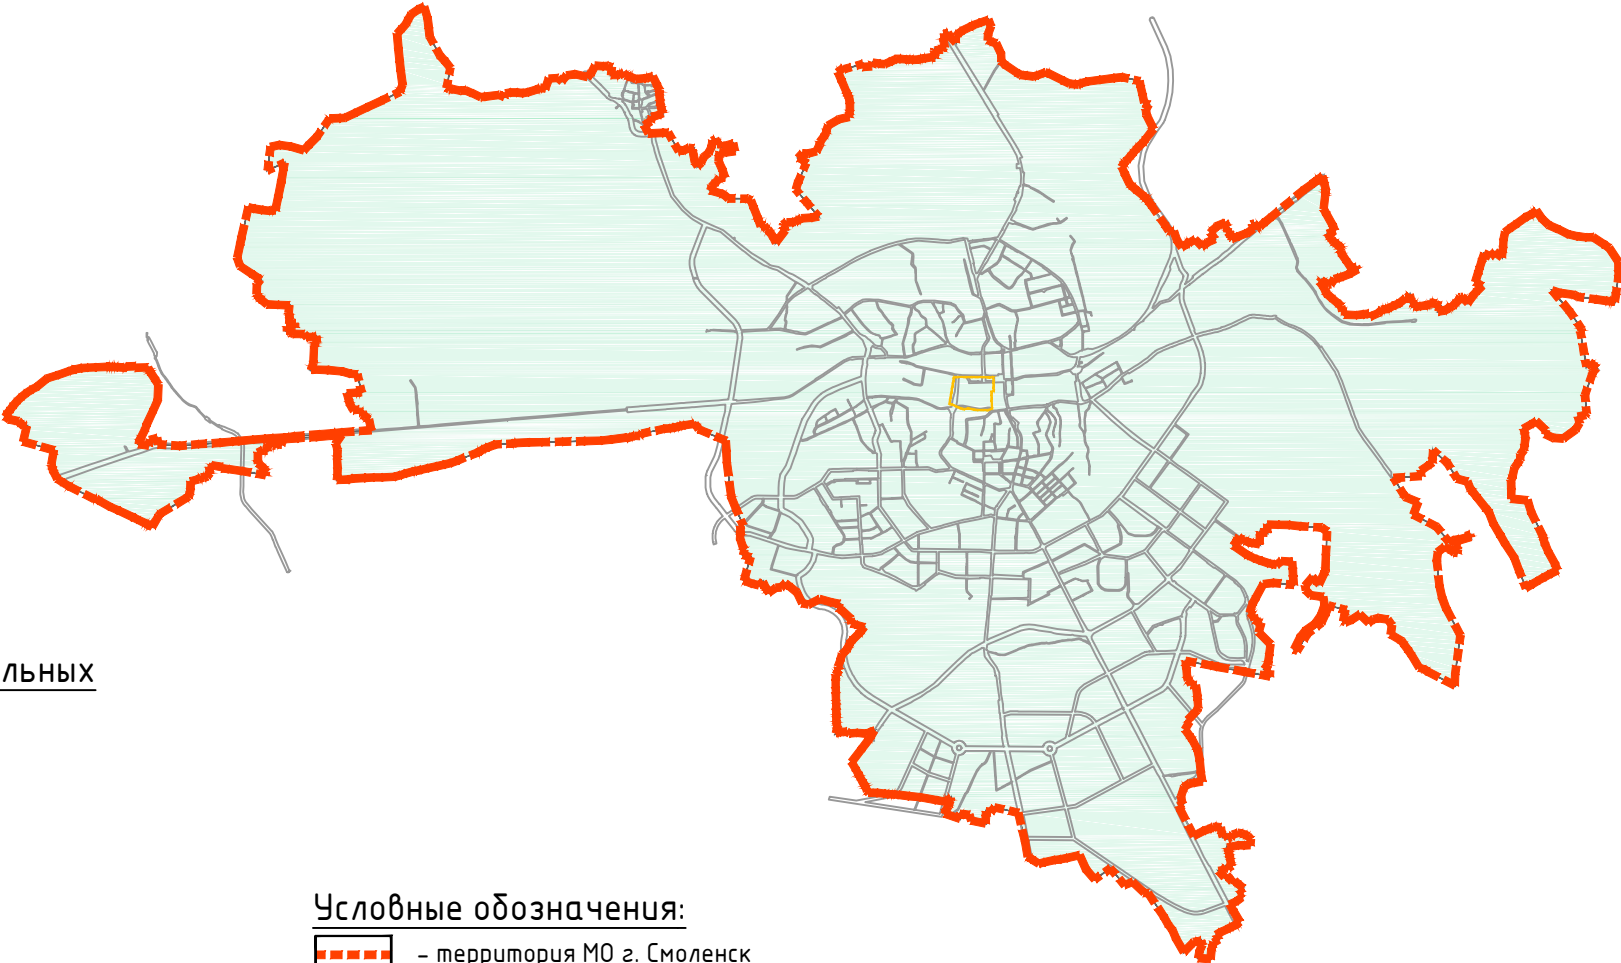 льных
Условные обозначения:
- территория МО г. Смоленск